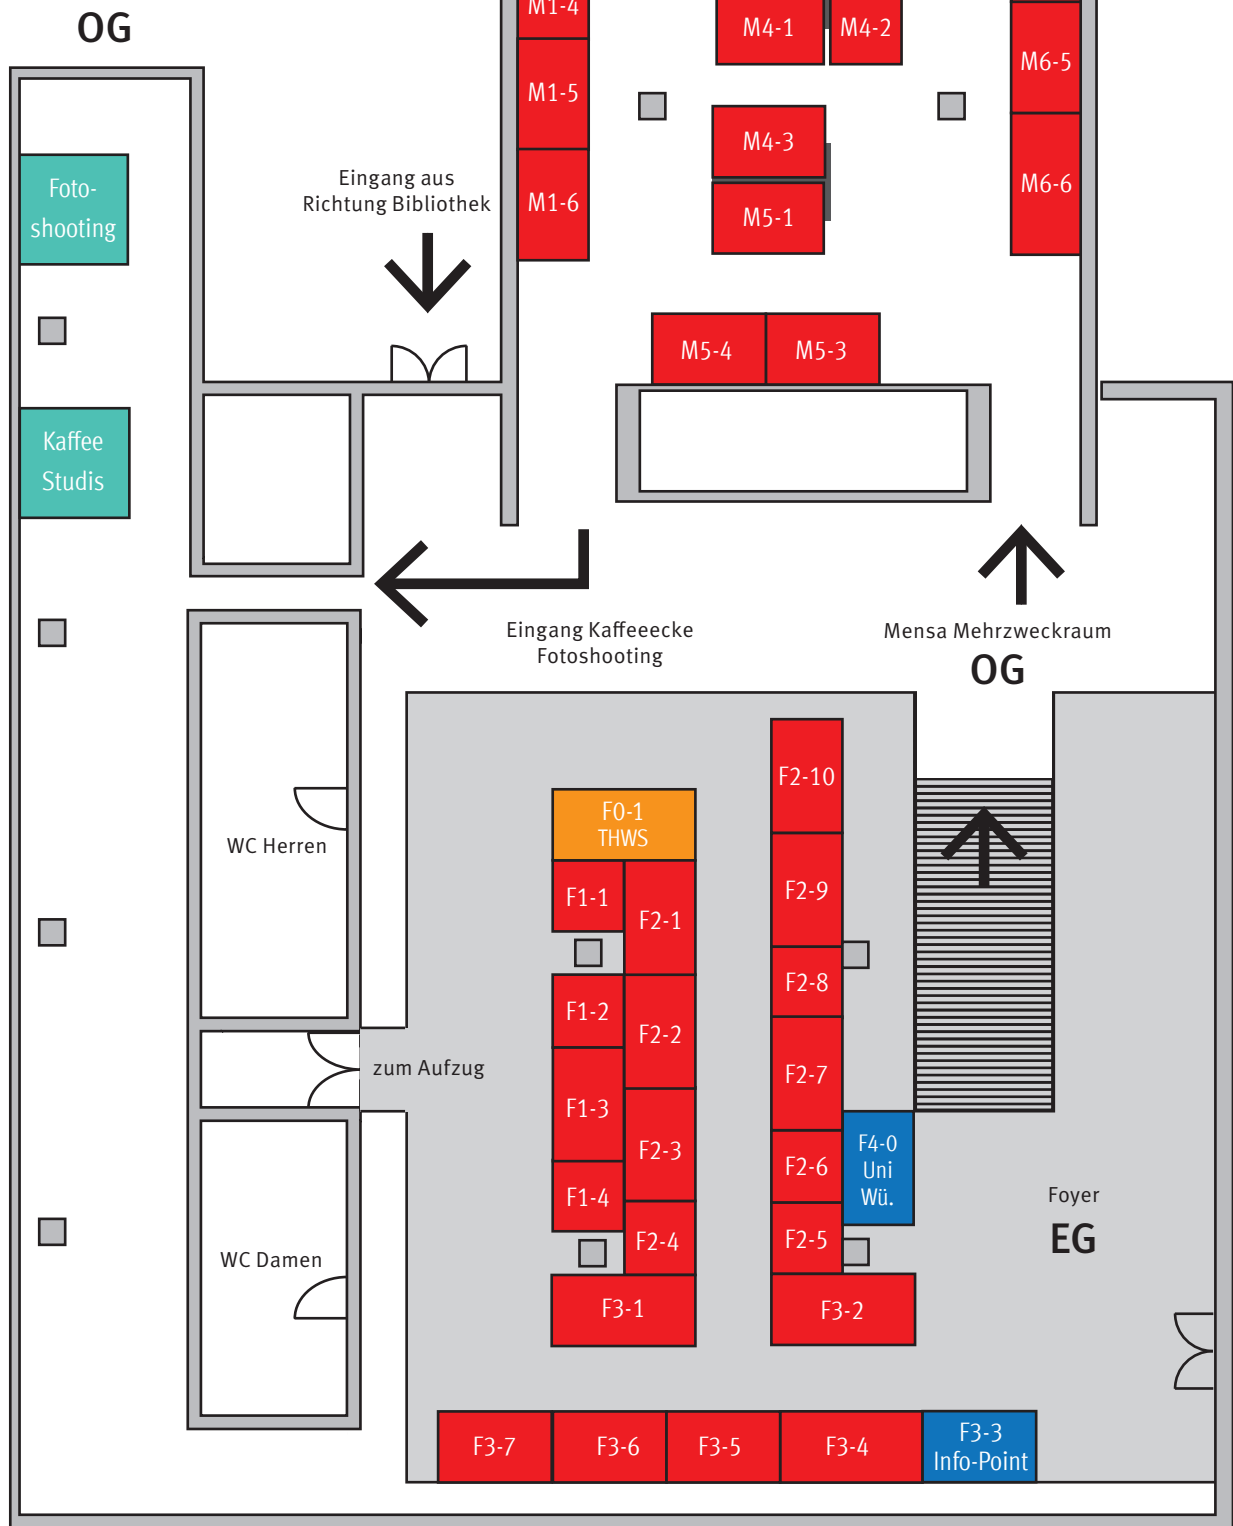 OG
M1-4
M4-1
M4-2
M1-5
M6-5
M4-3
Foto-
shooting
Eingang aus
Richtung Bibliothek
M1-6
M5-1
M6-6
M5-4
M5-3
Kaffee
Studis
Eingang Kaffeeecke
Fotoshooting
Mensa Mehrzweckraum
OG
F2-10
F0-1
THWS
WC Herren
F1-1
F2-1
F2-9
F2-8
F1-2
F2-2
zum Aufzug
F2-7
F1-3
F2-3
F2-6
F4-0
Uni
Wü.
F1-4
F2-4
F2-5
Foyer
EG
WC Damen
F3-1
F3-2
F3-7
F3-6
F3-5
F3-4
F3-3
Info-Point